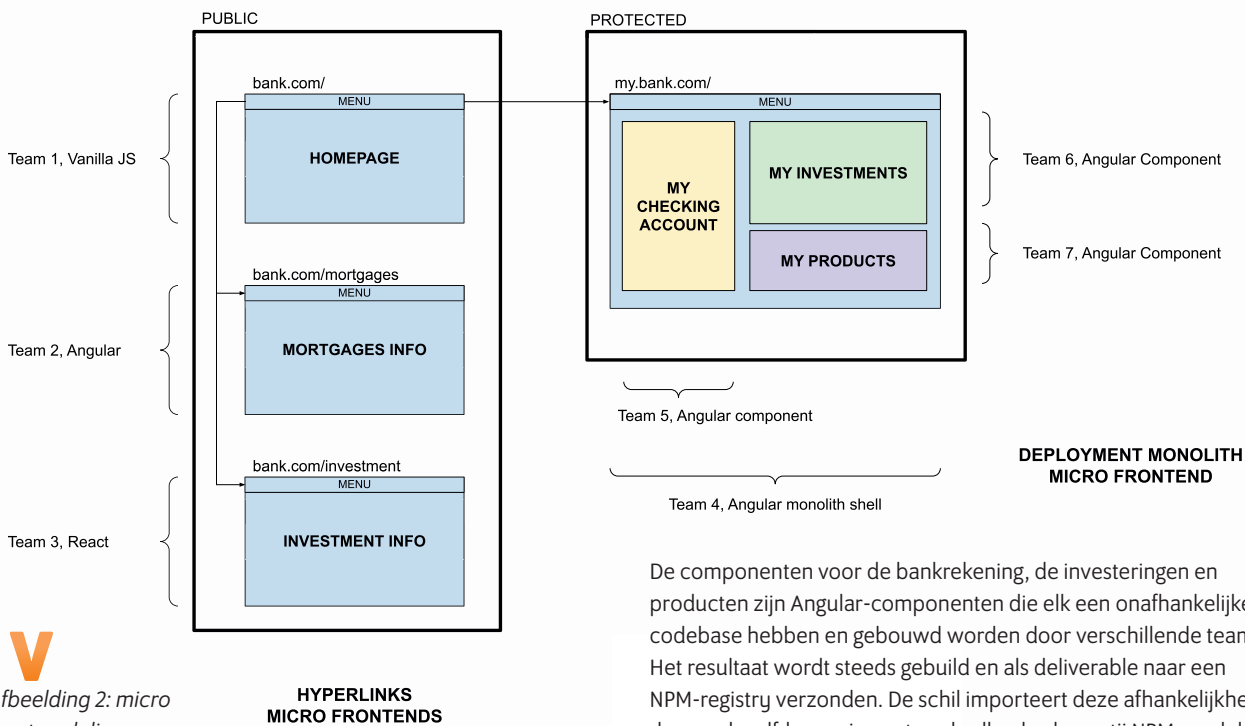 PUBLIC
bank.com/
MENU
HOMEPAGE
Team 1, Vanilla JS
bank.com/mortgages
MENU
MORTGAGES INFO
Team 2, Angular
bank.com/investment
MENU
INVESTMENT INFO
Team 3, React
HYPERLINKS
MICRO FRONTENDS
PROTECTED
my.bank.com/
MENU
MY
CHECKING
ACCOUNT
MY INVESTMENTS
MY PRODUCTS
Team 6, Angular Component
Team 7, Angular Component
Team 5, Angular component
Team 4, Angular monolith shell
DEPLOYMENT MONOLITH
MICRO FRONTEND
fbeelding 2: micro
De componenten voor de bankrekening, de investeringen en
producten zijn Angular-componenten die elk een onafhankelijke
codebase hebben en gebouwd worden door verschillende team
Het resultaat wordt steeds gebuild en als deliverable naar een
NPM-registry verzonden. De schil importeert deze afhankelijkhe